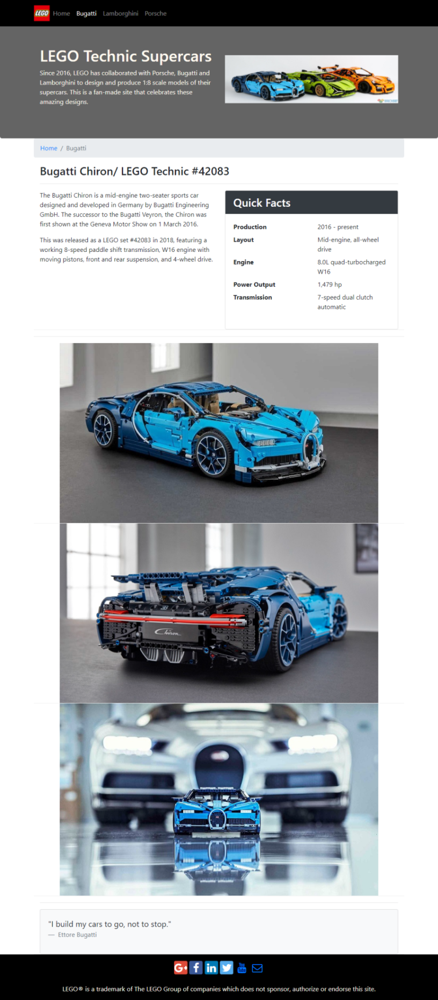 LEGO
Home Bugatti Lamborghini Porsche
LEGO Technic Supercars
Since 2016, LEGO has collaborated with Porsche, Bugatti and
Lamborghini to design and produce 1:8 scale models of their
supercars. This is a fan-made site that celebrates these
amazing designs.
Home / Bugatti
Bugatti Chiron/ LEGO Technic #42083
The Bugatti Chiron is a mid-engine two-seater sports car
designed and developed in Germany by Bugatti Engineering
GmbH. The successor to the Bugatti Veyron, the Chiron was
first shown at the Geneva Motor Show on 1 March 2016.
This was released as a LEGO set #42083 in 2018, featuring a
working 8-speed paddle shift transmission, W16 engine with
moving pistons, front and rear suspension, and 4-wheel drive.
Quick Facts
Production 2016 - present
Layout Mid-engine, all-wheel
drive
Engine 8.0L quad-turbocharged
W16
Power Output 1,479 hp
Transmission 7-speed dual clutch
automatic
Chiron
"I build my cars to go, not to stop."
— Ettore Bugatti
G+ f in You Tube
LEGO® is a trademark of The LEGO Group of companies which does not sponsor, authorize or endorse this site.